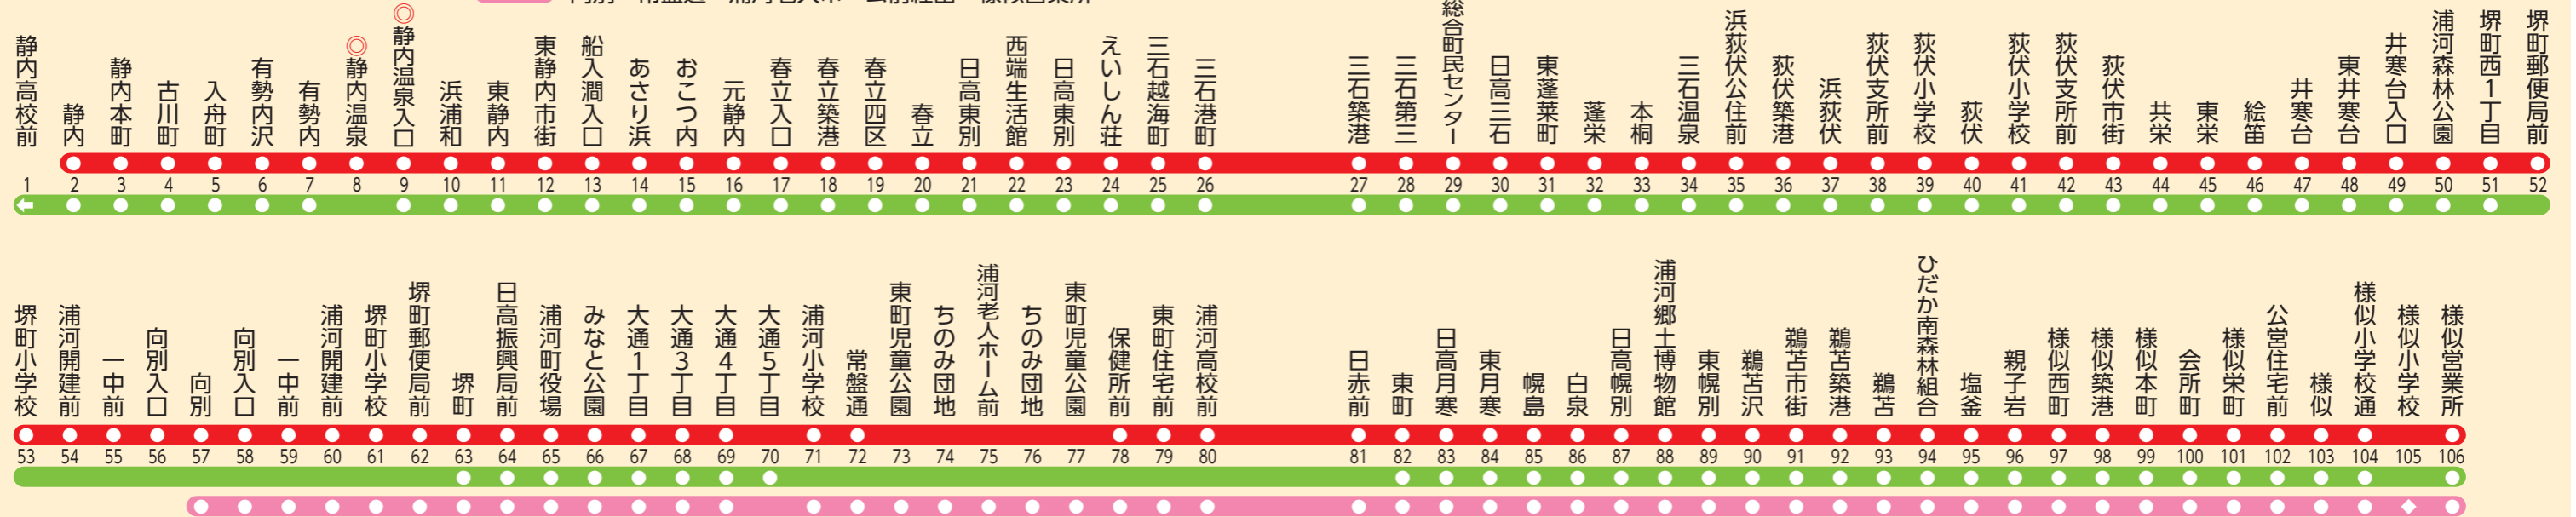 静内高校前
静内
静内本町
古川町
入舟町
有勢内沢
有勢内
◎静内温泉
◎静内温泉入口
浜浦和
東静内
東静内市街
船入澗入口
あさり浜
おこつ内
元静内
春立入口
春立築港
春立四区
春立
日高東別
西端生活館
日高東別
えいしん荘
三石越海町
三石港町
三石築港
三石第三
総合町民センター
日高三石
東蓬莱町
蓬栄
本桐
三石温泉
浜荻伏公住前
荻伏築港
浜荻伏
荻伏支所前
荻伏小学校
荻伏
荻伏小学校
荻伏支所前
荻伏市街
共栄
東栄
絵笛
井寒台
東井寒台
井寒台入口
浦河森林公園
堺町西1丁目
堺町郵便局前
1 2 3 4 5 6 7 8 9 10 11 12 13 14 15 16 17 18 19 20 21 22 23 24 25 26 27 28 29 30 31 32 33 34 35 36 37 38 39 40 41 42 43 44 45 46 47 48 49 50 51 52
堺町小学校
浦河開建前
一中前
向別入口
向別
向別入口
一中前
浦河開建前
堺町小学校
堺町郵便局前
堺町
日高振興局前
浦河町役場
みなと公園
大通1丁目
大通3丁目
大通4丁目
大通5丁目
浦河小学校
常盤通
東町児童公園
ちのみ団地
浦河老人ホーム前
ちのみ団地
東町児童公園
保健所前
東町住宅前
浦河高校前
日赤前
東町
日高月寒
東月寒
幌島
白泉
日高幌別
浦河郷土博物館
東幌別
鵜苫沢
鵜苫市街
鵜苫築港
鵜苫
ひだか南森林組合
塩釜
親子岩
様似西町
様似築港
様似本町
会所町
様似栄町
公営住宅前
様似
様似小学校通
様似小学校
様似営業所
53 54 55 56 57 58 59 60 61 62 63 64 65 66 67 68 69 70 71 72 73 74 75 76 77 78 79 80 81 82 83 84 85 86 87 88 89 90 91 92 93 94 95 96 97 98 99 100 101 102 103 104 105 106